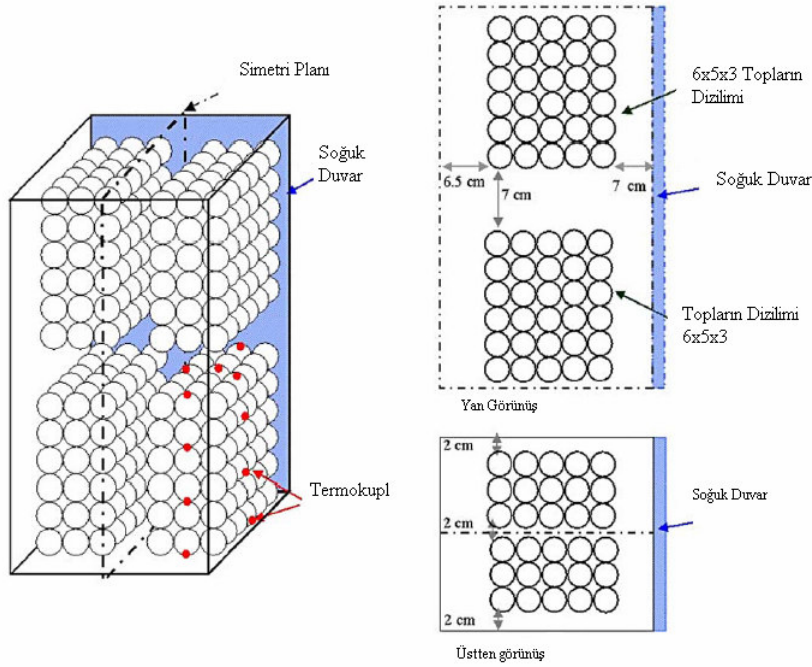 Simetri Planı
Soğuk
Duvar
Termokupl
6x5x3 Topların
Dizilimi
6.5 cm
7 cm
7 cm
Soğuk Duvar
Topların Dizilimi
6x5x3
Yan Görünüş
2 cm
2 cm
2 cm
Soğuk Duvar
Üstten görünüş